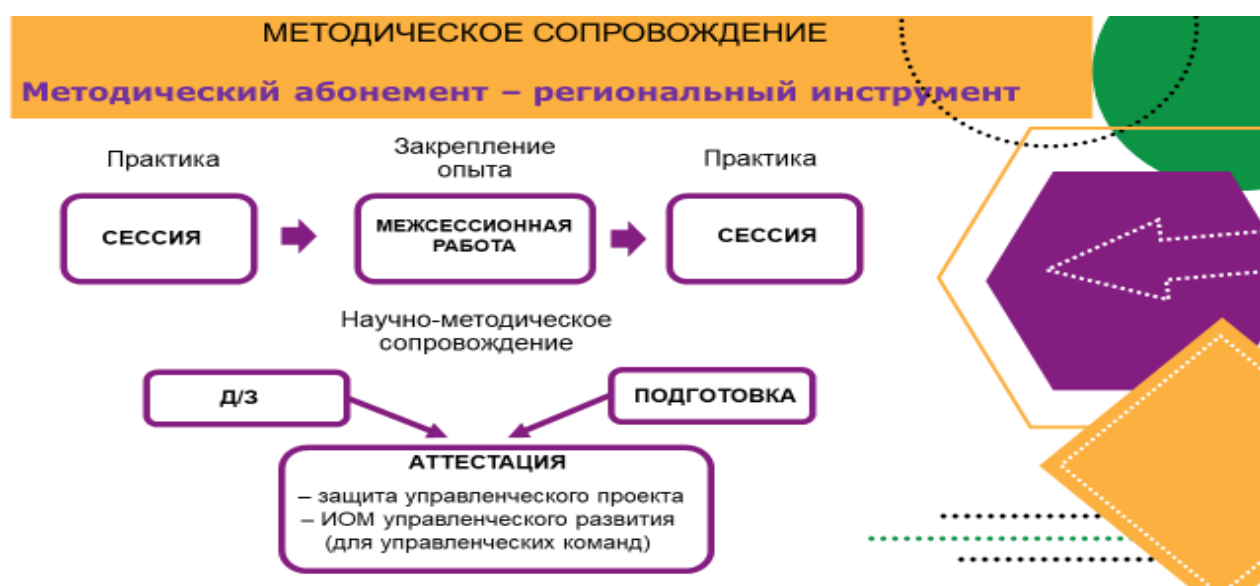 МЕТОДИЧЕСКОЕ СОПРОВОЖДЕНИЕ
Методический абонемент – региональный инструмент
Практика
Закрепление
опыта
Практика
СЕССИЯ
МЕЖСЕССИОННАЯ
РАБОТА
СЕССИЯ
Научно-методическое
сопровождение
Д/З
ПОДГОТОВКА
АТТЕСТАЦИЯ
– защита управленческого проекта
– ИОМ управленческого развития
(для управленческих команд)